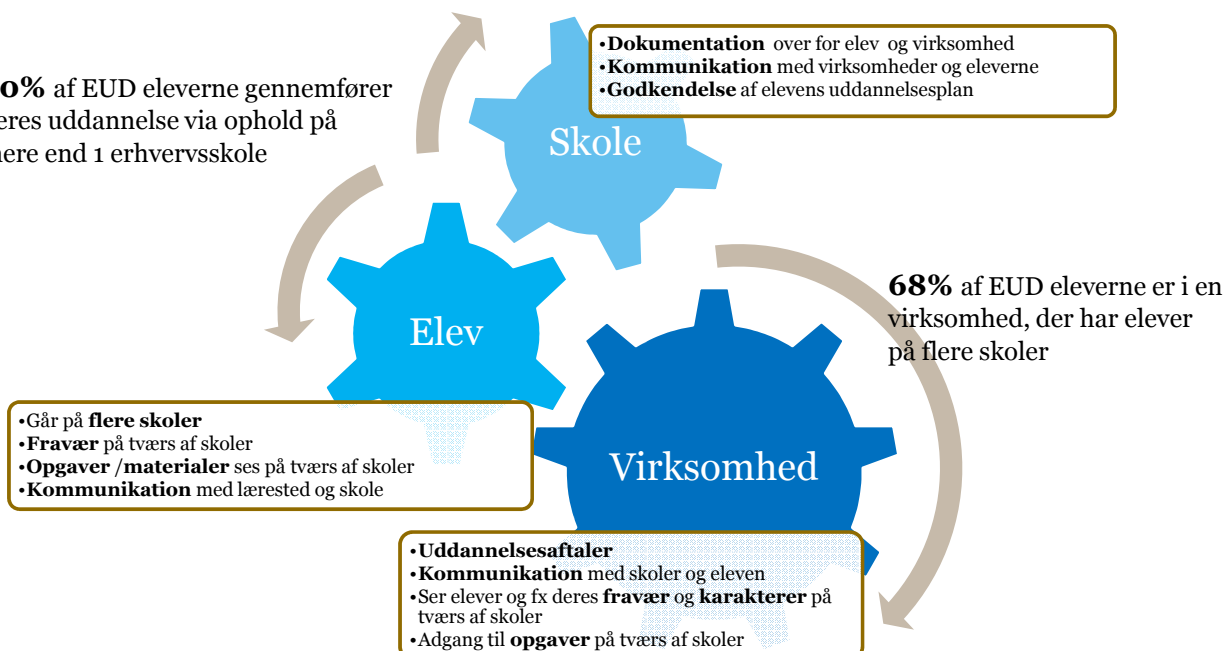 •Dokumentation over for elev og virksomhed
•Kommunikation med virksomheder og eleverne
•Godkendelse af elevens uddannelsesplan
0% af EUD eleverne gennemfører
eres uddannelse via ophold på
nere end 1 erhvervsskole
Skole
68% af EUD eleverne er i en
virksomhed, der har elever
på flere skoler
Elev
•Går på flere skoler
•Fravær på tværs af skoler
•Opgaver /materialer ses på tværs af skoler
•Kommunikation med lærested og skole
Virksomhed
•Uddannelsesaftaler
•Kommunikation med skoler og eleven
•Ser elever og fx deres fravær og karakterer på
tværs af skoler
•Adgang til opgaver på tværs af skoler